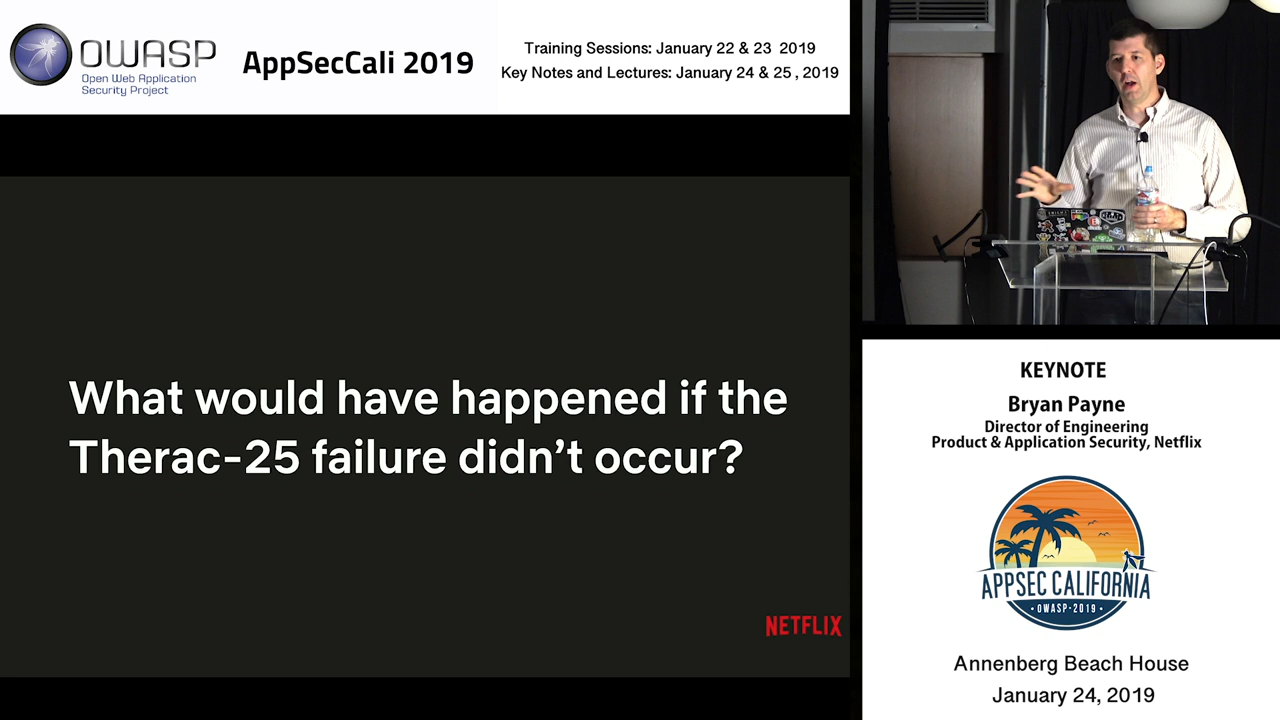 OWASP
Open Web Application
Security Project
AppSecCali 2019
Training Sessions: January 22 & 23 2019
Key Notes and Lectures: January 24 & 25 , 2019
What would have happened if the
Therac-25 failure didn’t occur?
NETFLIX
KEYNOTE
Bryan Payne
Director of Engineering
Product & Application Security, Netflix
APPSEC CALIFORNIA
• OWASP-2019 •
Annenberg Beach House
January 24, 2019